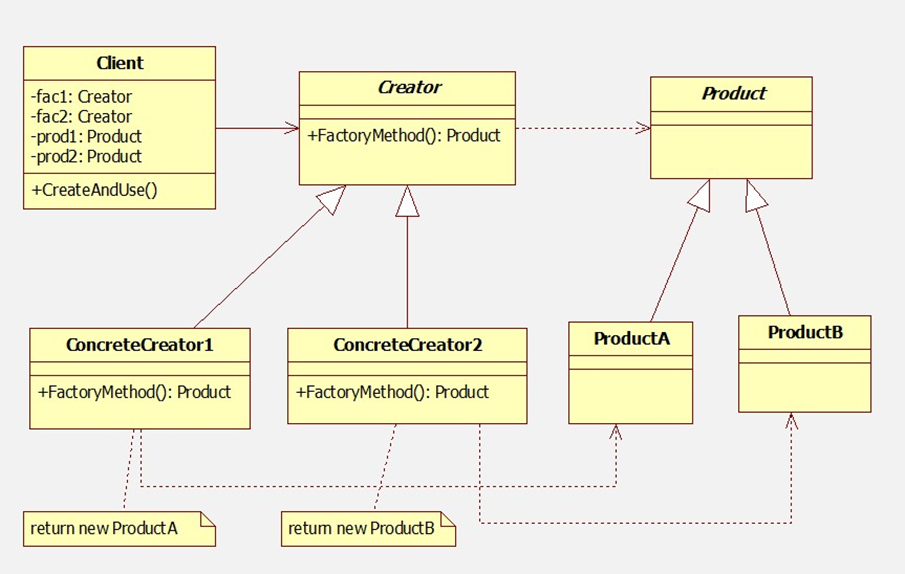 Client
-fac1: Creator
-fac2: Creator
-prod1: Product
-prod2: Product
+CreateAndUse()
Creator
+FactoryMethod(): Product
Product
ConcreteCreator1
+FactoryMethod(): Product
ConcreteCreator2
+FactoryMethod(): Product
ProductA
ProductB
return new ProductA
return new ProductB